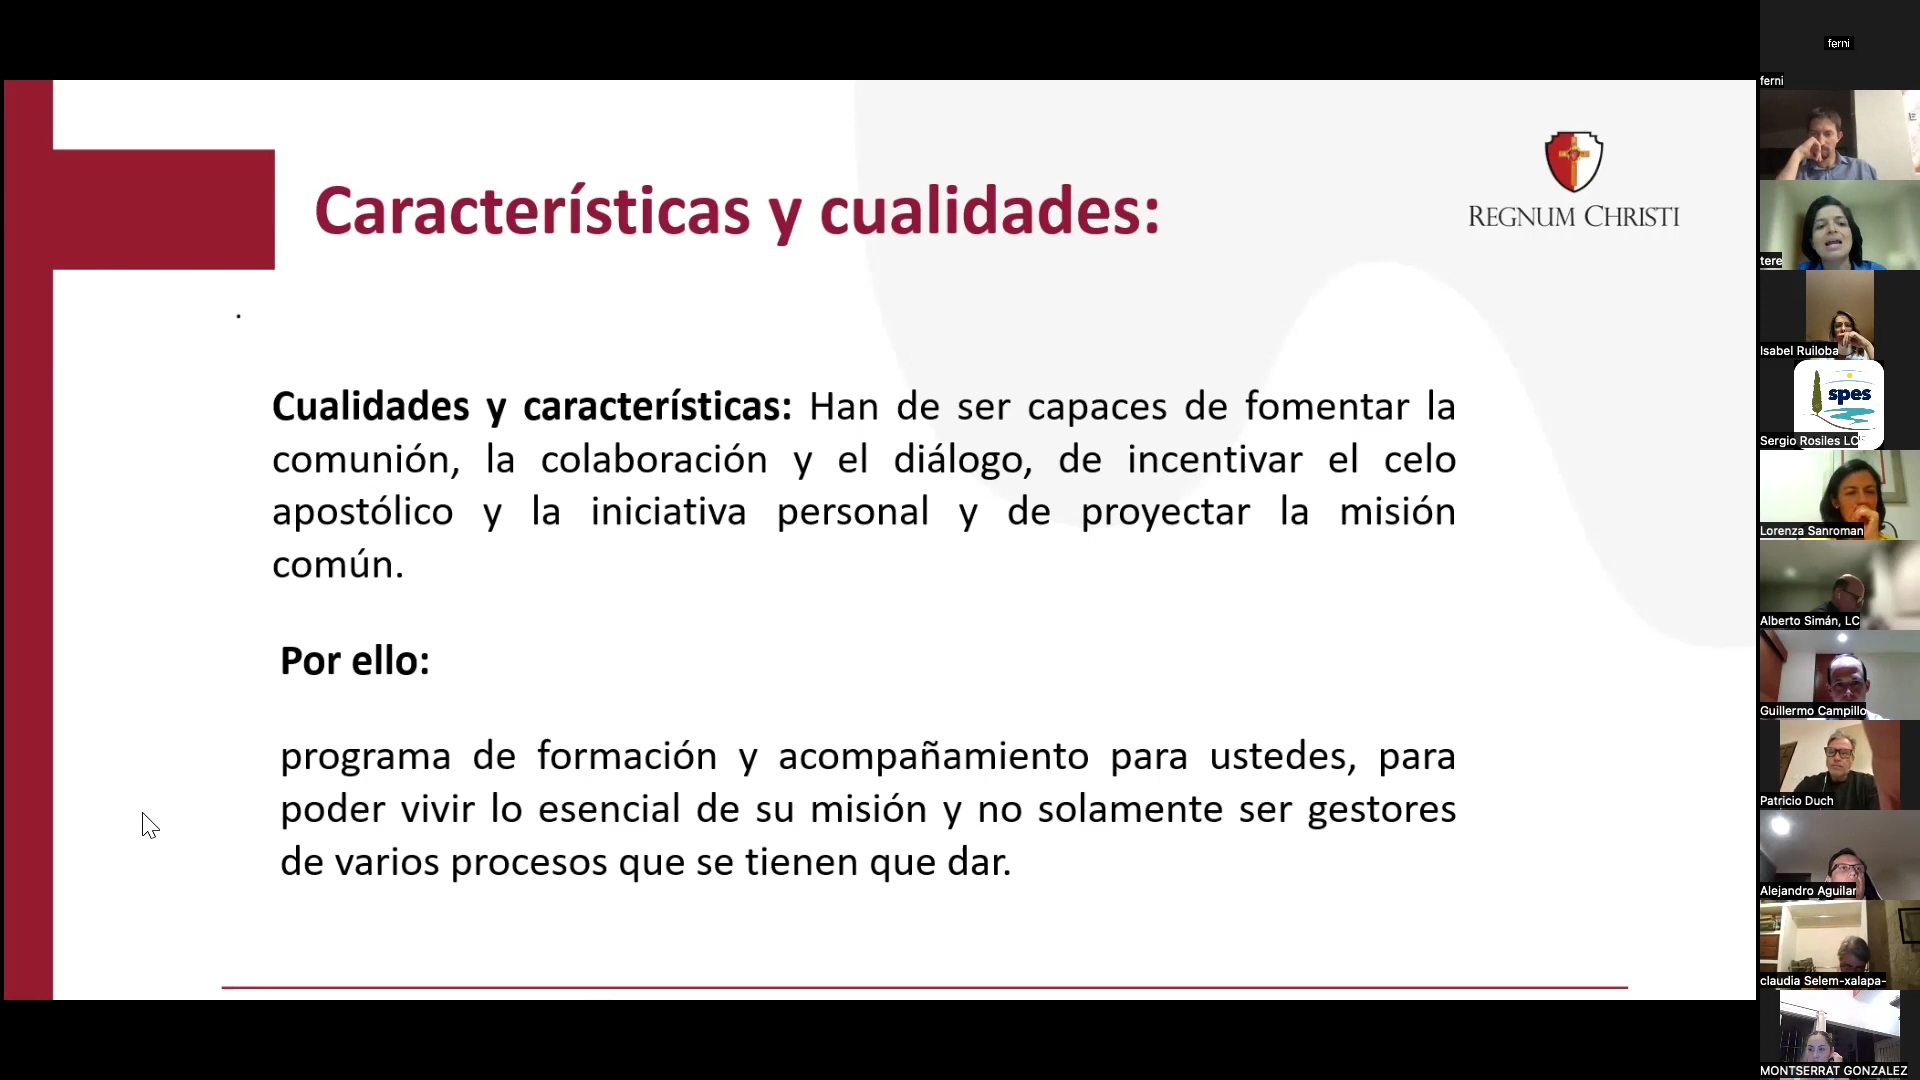 Características y cualidades:
REGNUM CHRISTI
.
Cualidades y características: Han de ser capaces de fomentar la
comunión, la colaboración y el diálogo, de incentivar el celo
apostólico y la iniciativa personal y de proyectar la misión
común.
Por ello:
programa de formación y acompañamiento para ustedes, para
poder vivir lo esencial de su misión y no solamente ser gestores
de varios procesos que se tienen que dar.
ferni
ferni
tere
Isabel Ruiloba
spes
Sergio Rosiles LC
Lorenza Sanroman
Alberto Simán, LC
Guillermo Campillo
Patricio Duch
Alejandro Aguilar
claudia Selem-xalapa-
MONTSERRAT GONZALEZ